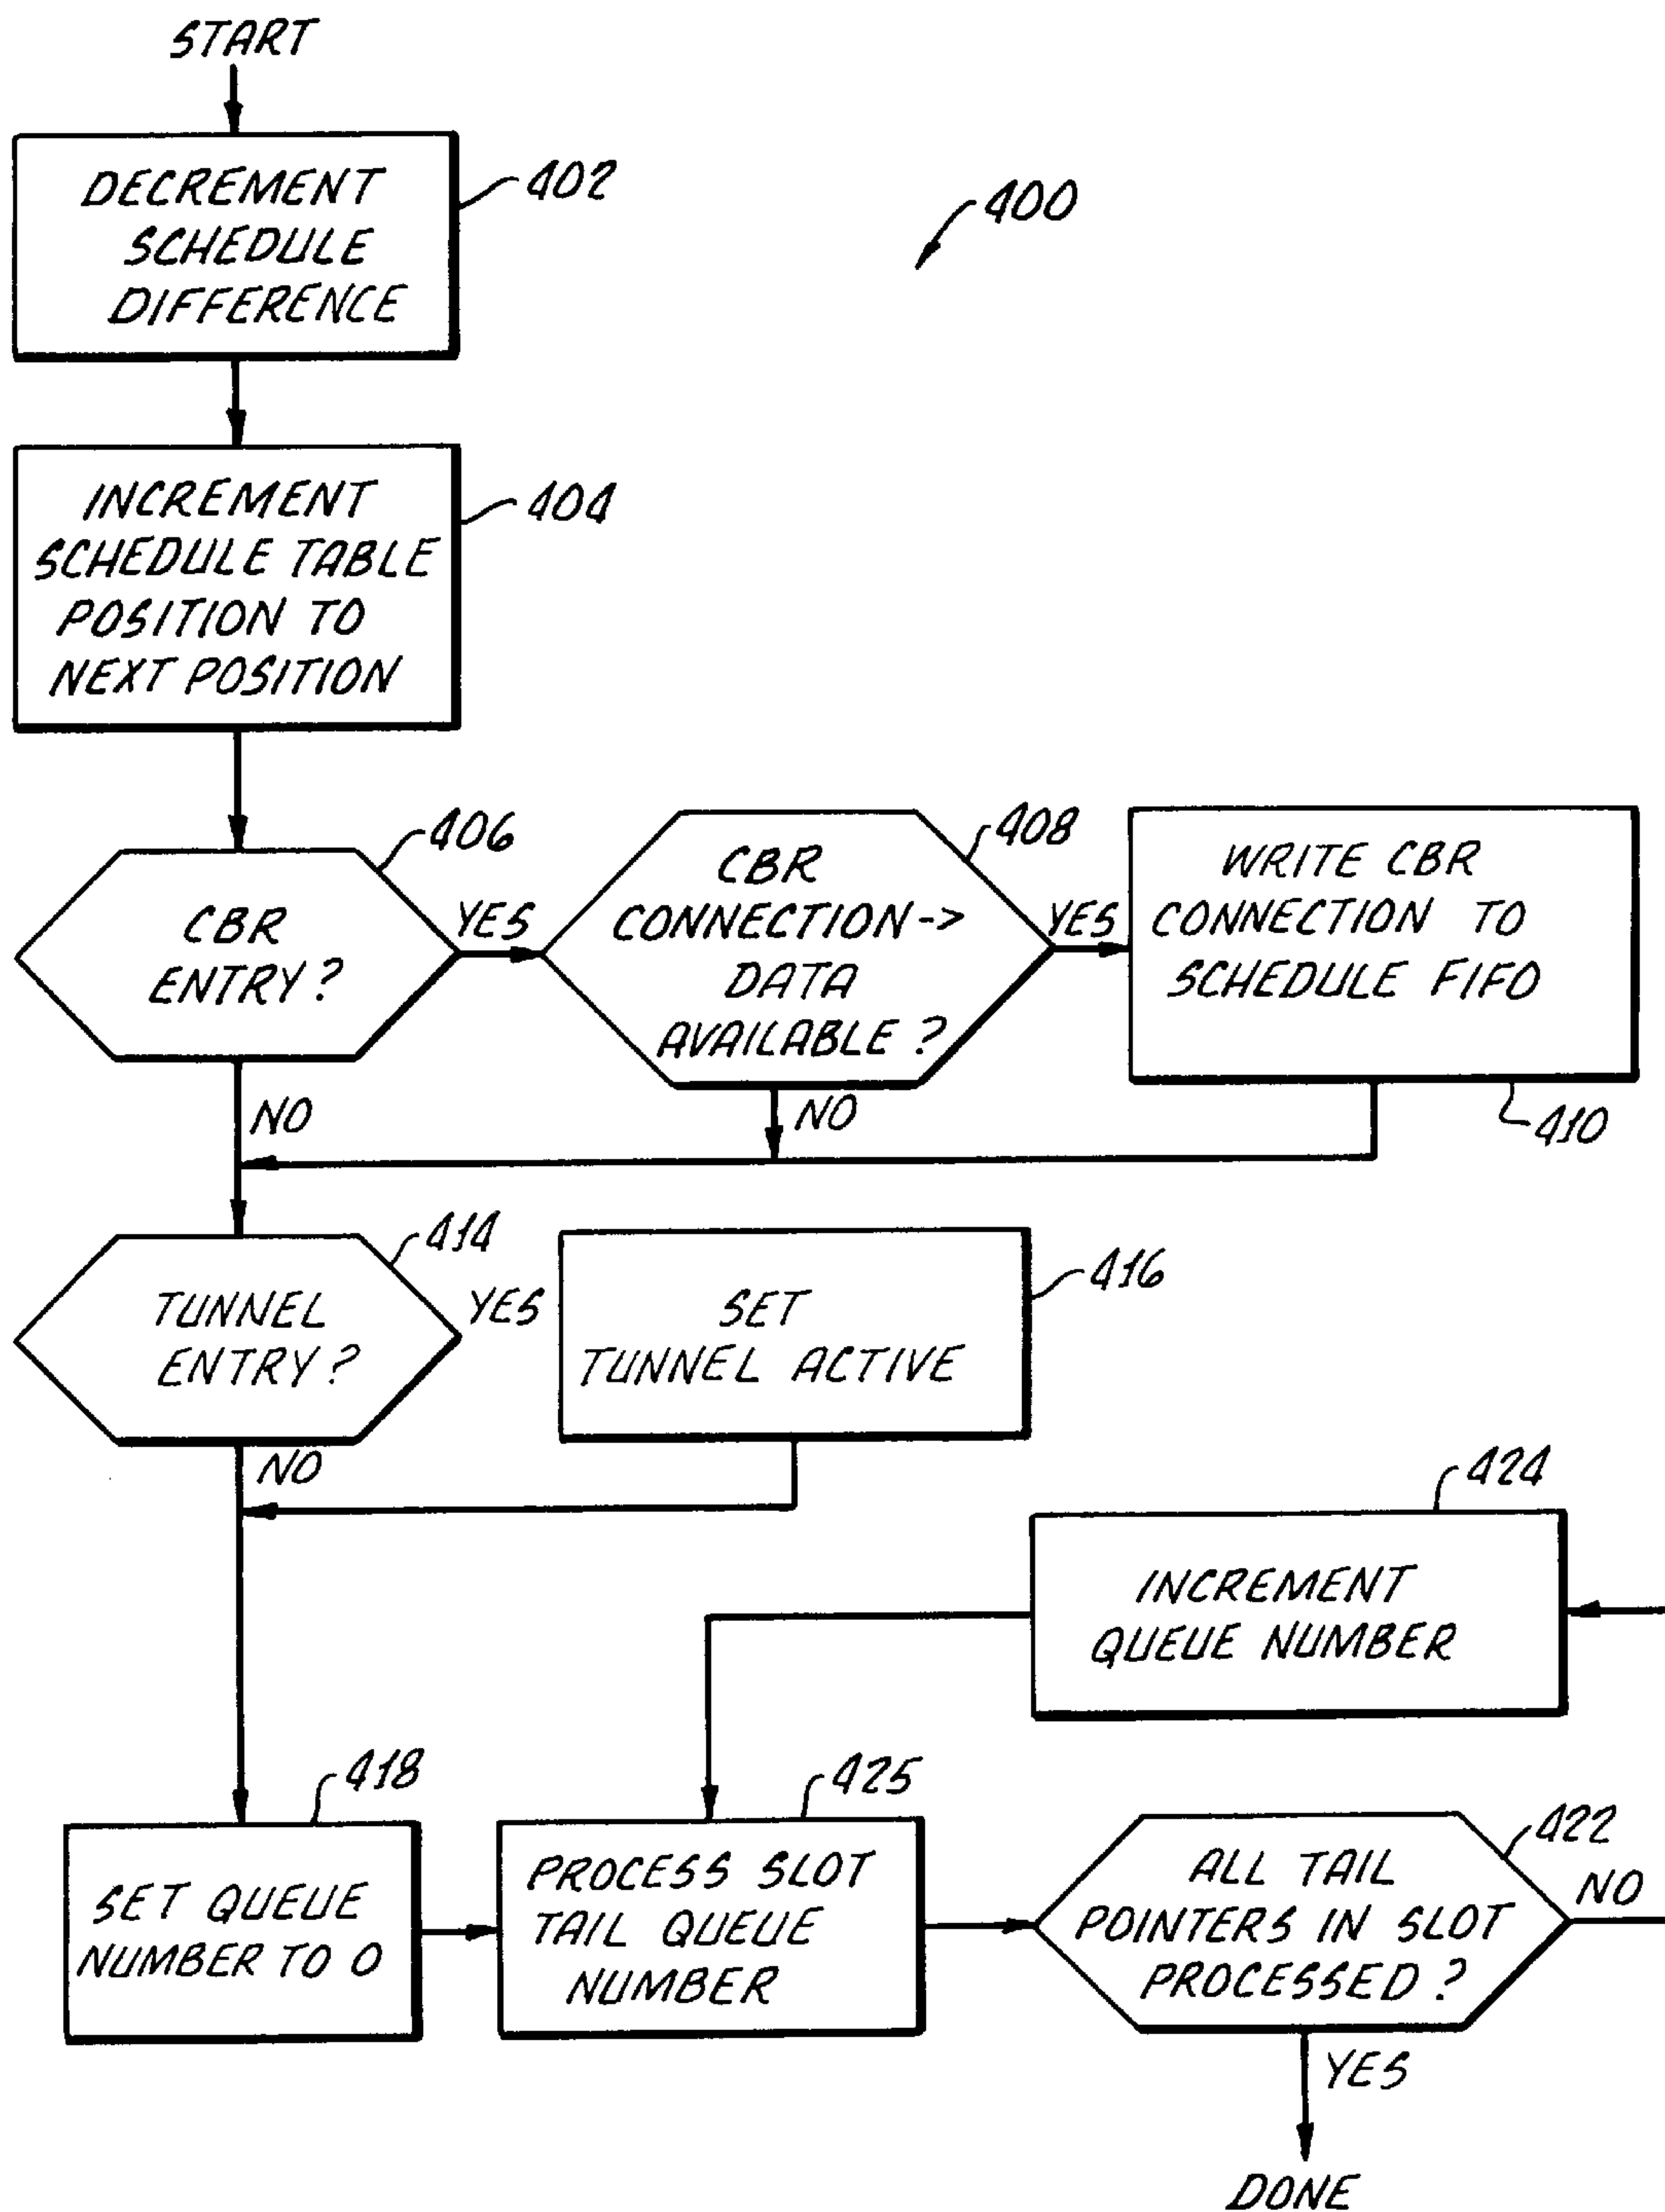 START
DECREMENT
SCHEDULE
DIFFERENCE
402
400
INCREMENT
SCHEDULE TABLE
POSITION TO
NEXT POSITION
404
CBR
ENTRY?
406
YES
CBR
CONNECTION->
DATA
AVAILABLE?
408
YES
WRITE CBR
CONNECTION TO
SCHEDULE FIFO
410
NO
NO
TUNNEL
ENTRY?
414
YES
SET
TUNNEL ACTIVE
416
NO
424
INCREMENT
QUEUE NUMBER
418
SET QUEUE
NUMBER TO 0
425
PROCESS SLOT
TAIL QUEUE
NUMBER
422
ALL TAIL
POINTERS IN SLOT
PROCESSED?
NO
YES
DONE